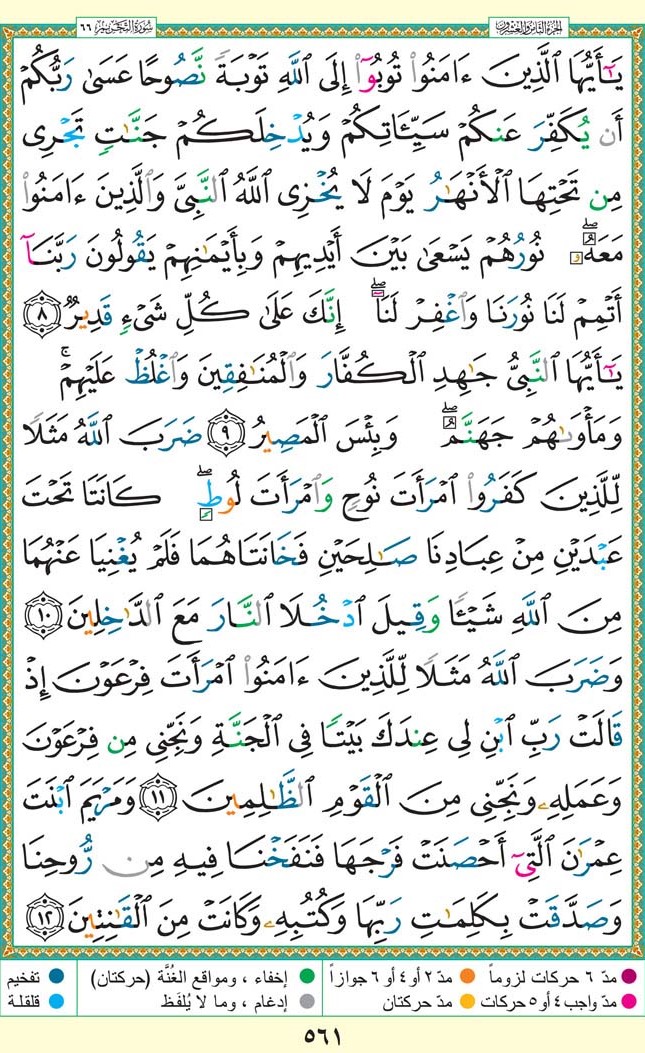 الجزء الثامن والعشرون
سورة التحريم ٦٦
يَٰٓأَيُّهَا ٱلَّذِينَ ءَامَنُوا۟ تُوبُوٓا۟ إِلَى ٱللَّهِ تَوْبَةً نَّصُوحًا عَسَىٰ رَبُّكُمْ
أَن يُكَفِّرَ عَنكُمْ سَيِّـَٔاتِكُمْ وَيُدْخِلَكُمْ جَنَّٰتٍ تَجْرِى
مِن تَحْتِهَا ٱلْأَنْهَٰرُ يَوْمَ لَا يُخْزِى ٱللَّهُ ٱلنَّبِىَّ وَٱلَّذِينَ ءَامَنُوا۟
مَعَهُۥ ۖ نُورُهُمْ يَسْعَىٰ بَيْنَ أَيْدِيهِمْ وَبِأَيْمَٰنِهِمْ يَقُولُونَ رَبَّنَآ
أَتْمِمْ لَنَا نُورَنَا وَٱغْفِرْ لَنَآ ۖ إِنَّكَ عَلَىٰ كُلِّ شَىْءٍ قَدِيرٌ ٨
يَٰٓأَيُّهَا ٱلنَّبِىُّ جَٰهِدِ ٱلْكُفَّارَ وَٱلْمُنَٰفِقِينَ وَٱغْلُظْ عَلَيْهِمْ ۚ
وَمَأْوَىٰهُمْ جَهَنَّمُ ۖ وَبِئْسَ ٱلْمَصِيرُ ٩ ضَرَبَ ٱللَّهُ مَثَلًا
لِّلَّذِينَ كَفَرُوا۟ ٱمْرَأَتَ نُوحٍ وَٱمْرَأَتَ لُوطٍ ۖ كَانَتَا تَحْتَ
عَبْدَيْنِ مِنْ عِبَادِنَا صَٰلِحَيْنِ فَخَانَتَاهُمَا فَلَمْ يُغْنِيَا عَنْهُمَا
مِنَ ٱللَّهِ شَيْـًٔا وَقِيلَ ٱدْخُلَا ٱلنَّارَ مَعَ ٱلدَّٰخِلِينَ ١٠
وَضَرَبَ ٱللَّهُ مَثَلًا لِّلَّذِينَ ءَامَنُوا۟ ٱمْرَأَتَ فِرْعَوْنَ إِذْ
قَالَتْ رَبِّ ٱبْنِ لِى عِندَكَ بَيْتًا فِى ٱلْجَنَّةِ وَنَجِّنِى مِن فِرْعَوْنَ
وَعَمَلِهِۦ وَنَجِّنِى مِنَ ٱلْقَوْمِ ٱلظَّٰلِمِينَ ١١ وَمَرْيَمَ ٱبْنَتَ
عِمْرَٰنَ ٱلَّتِىٓ أَحْصَنَتْ فَرْجَهَا فَنَفَخْنَا فِيهِ مِن رُّوحِنَا
وَصَدَّقَتْ بِكَلِمَٰتِ رَبِّهَا وَكُتُبِهِۦ وَكَانَتْ مِنَ ٱلْقَٰنِتِينَ ١٢
مدّ ٦ حركات لزوماً مدّ ٢ أو ٤ أو ٦ جوازاً إخفاء ، ومواقع الغُنَّة (حركتان) تفخيم
مدّ واجب ٤ أو ٥ حركات مدّ حركتان إدغام ، وما لا يُلفَظ قلقلة
٥٦١